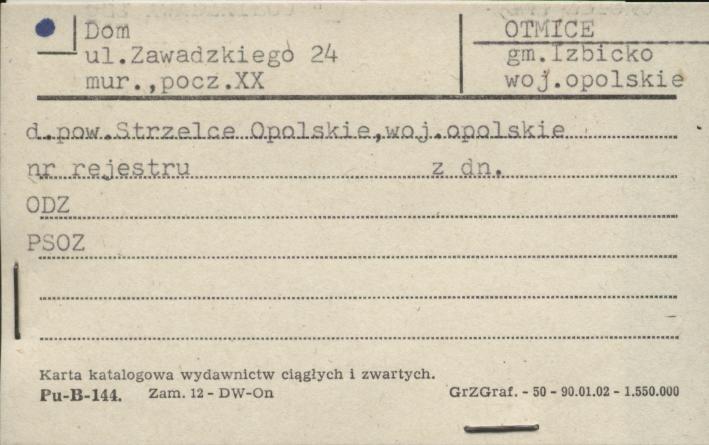 Dom
ul.Zawadzkiego 24
mur.,pocz.XX
OTMICE
gm.Izbicko
woj.opolskie
d.pow.Strzelce Opolskie,woj.opolskie
nr rejestru z dn.
ODZ
PSOZ
Karta katalogowa wydawnictw ciągłych i zwartych.
Pu-B-144. Zam. 12 - DW-On GrZGraf. - 50 - 90.01.02 - 1.550.000